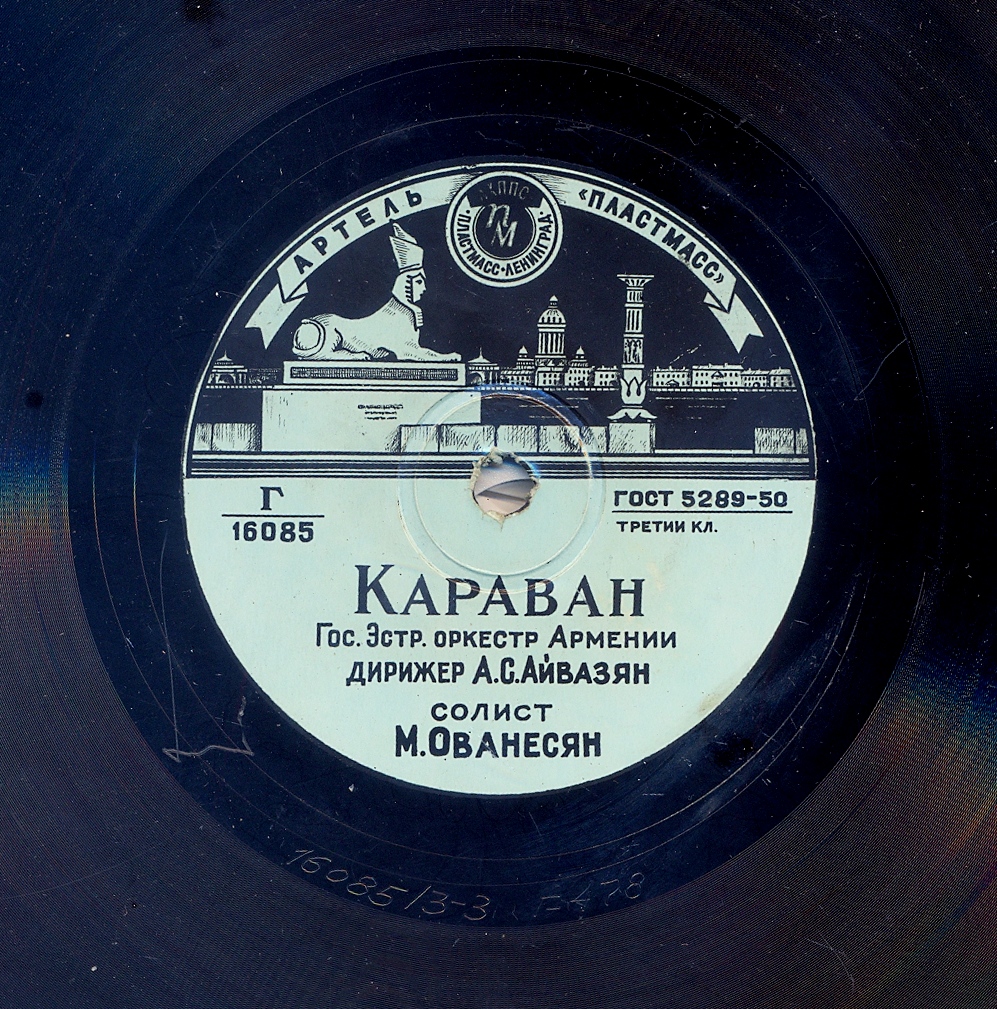 АРТЕЛЬ «ПЛАСТМАСС»
ПМ
ПЛАСТМАСС•ЛЕНИНГРАД
Г
16085
ГОСТ 5289-50
ТРЕТИИ КЛ.
КАРАВАН
ГОС. ЭСТР. ОРКЕСТР АРМЕНИИ
ДИРИЖЕР А.С.АЙВАЗЯН
СОЛИСТ
М.ОВАНЕСЯН
16085/3-3